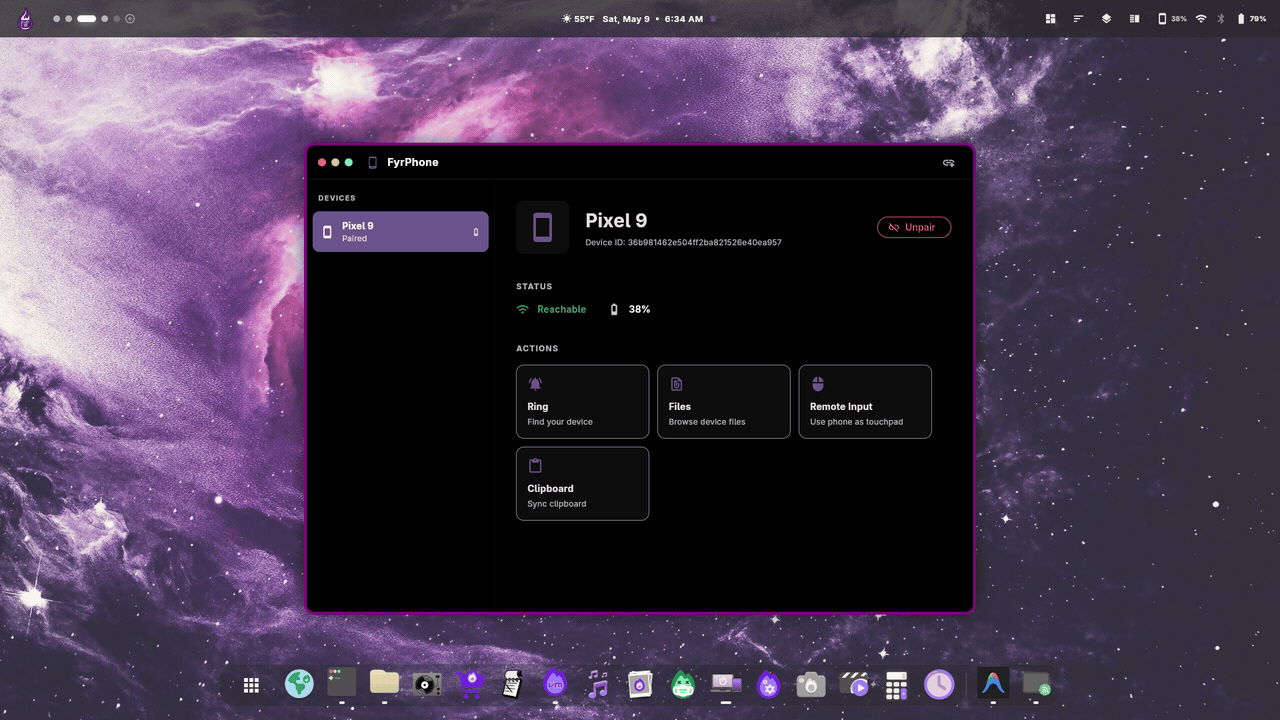 55°F Sat, May 9 • 6:34 AM
38%
79%
FyrPhone
DEVICES
Pixel 9
Paired
Pixel 9
Device ID: 36b981462e504ff2ba821526e40ea957
Unpair
STATUS
Reachable
38%
ACTIONS
Ring
Find your device
Files
Browse device files
Remote Input
Use phone as touchpad
Clipboard
Sync clipboard